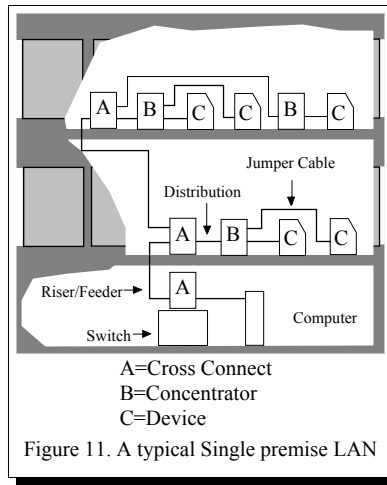 A B C C B C
Jumper Cable
Distribution
A B C C
Riser/Feeder
A
Computer
Switch
A=Cross Connect
B=Concentrator
C=Device
Figure 11. A typical Single premise LAN